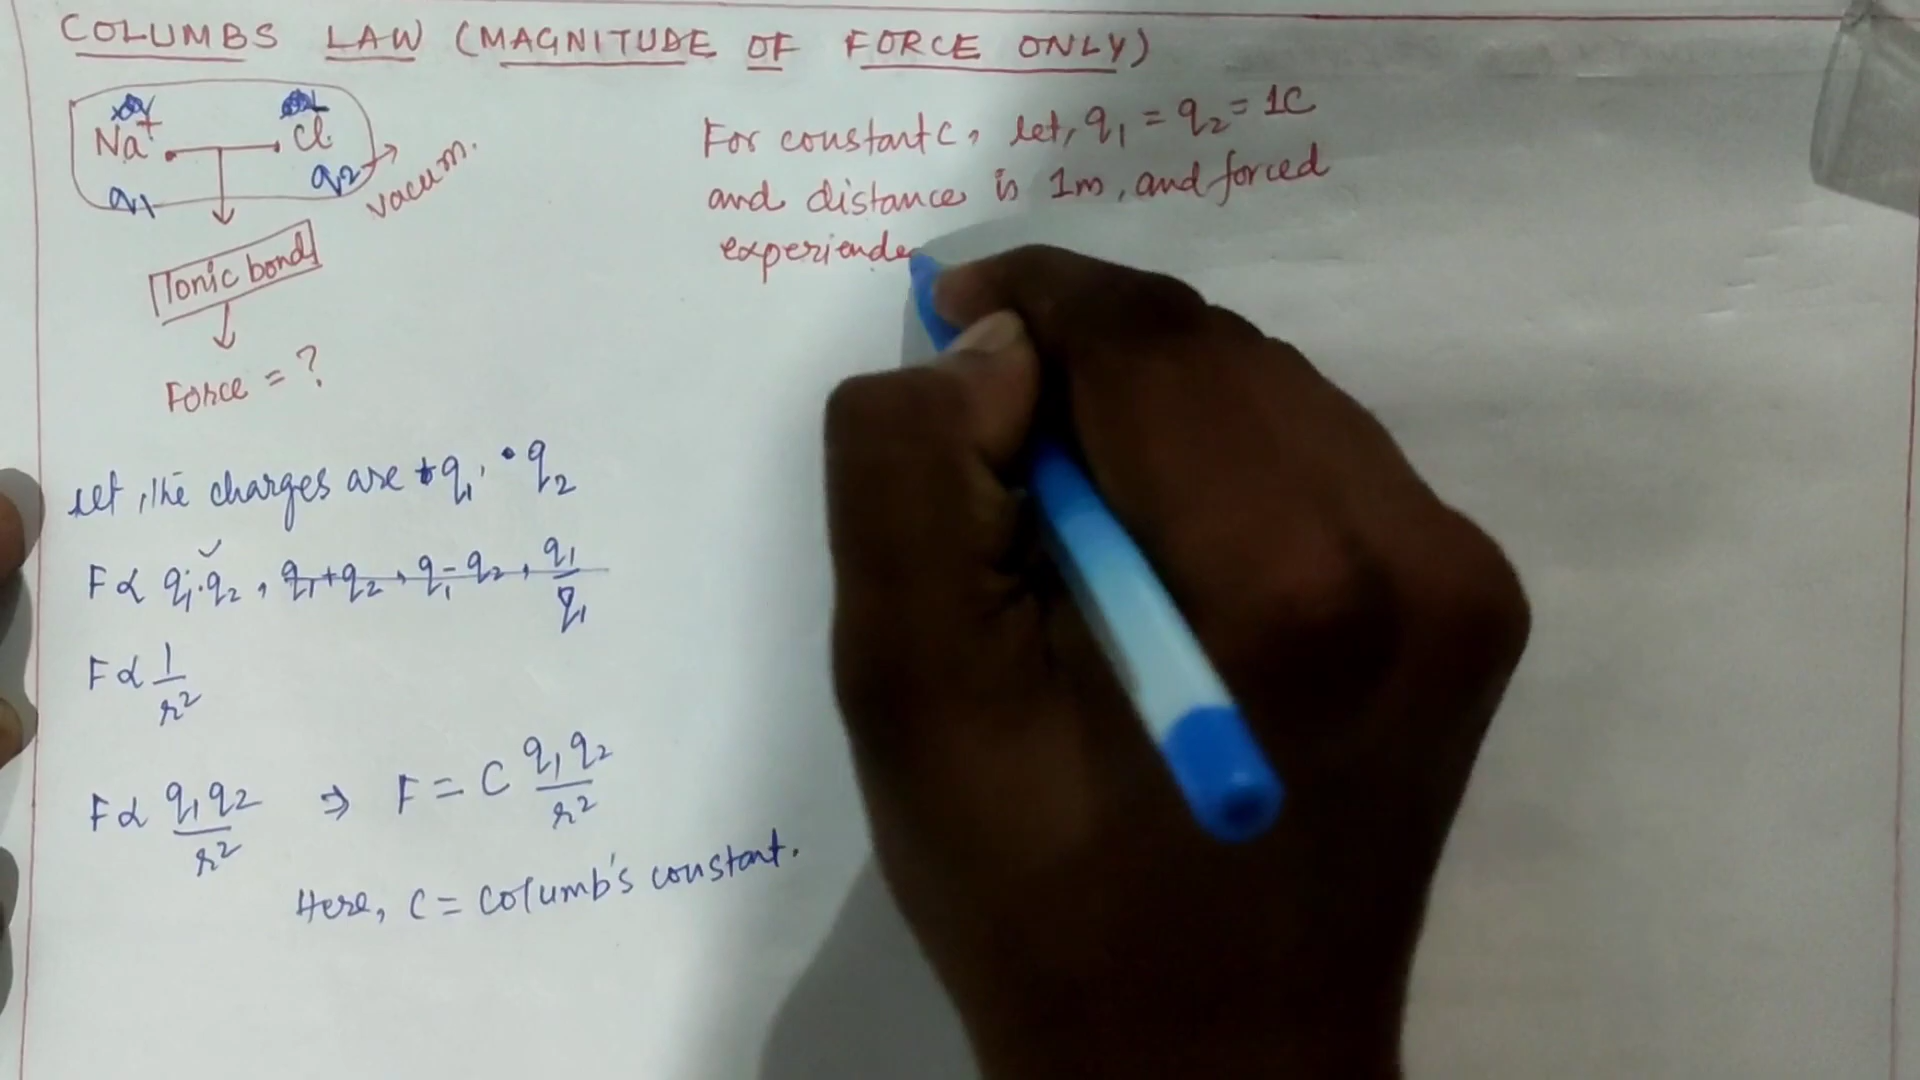 COLUMBS LAW (MAGNITUDE OF FORCE ONLY)
Na+ Cl
q1 q2
vacum.
Ionic bond
Force = ?
Let, the charges are q1, q2
F ∝ q1.q2, q1+q2, q1-q2, q1/q1
F ∝ 1/r²
F ∝ q1q2/r² ⇒ F = C q1q2/r²
Here, C = Columb's constant.
For constant C, let, q1 = q2 = 1C
and distance is 1m, and forced
experiende